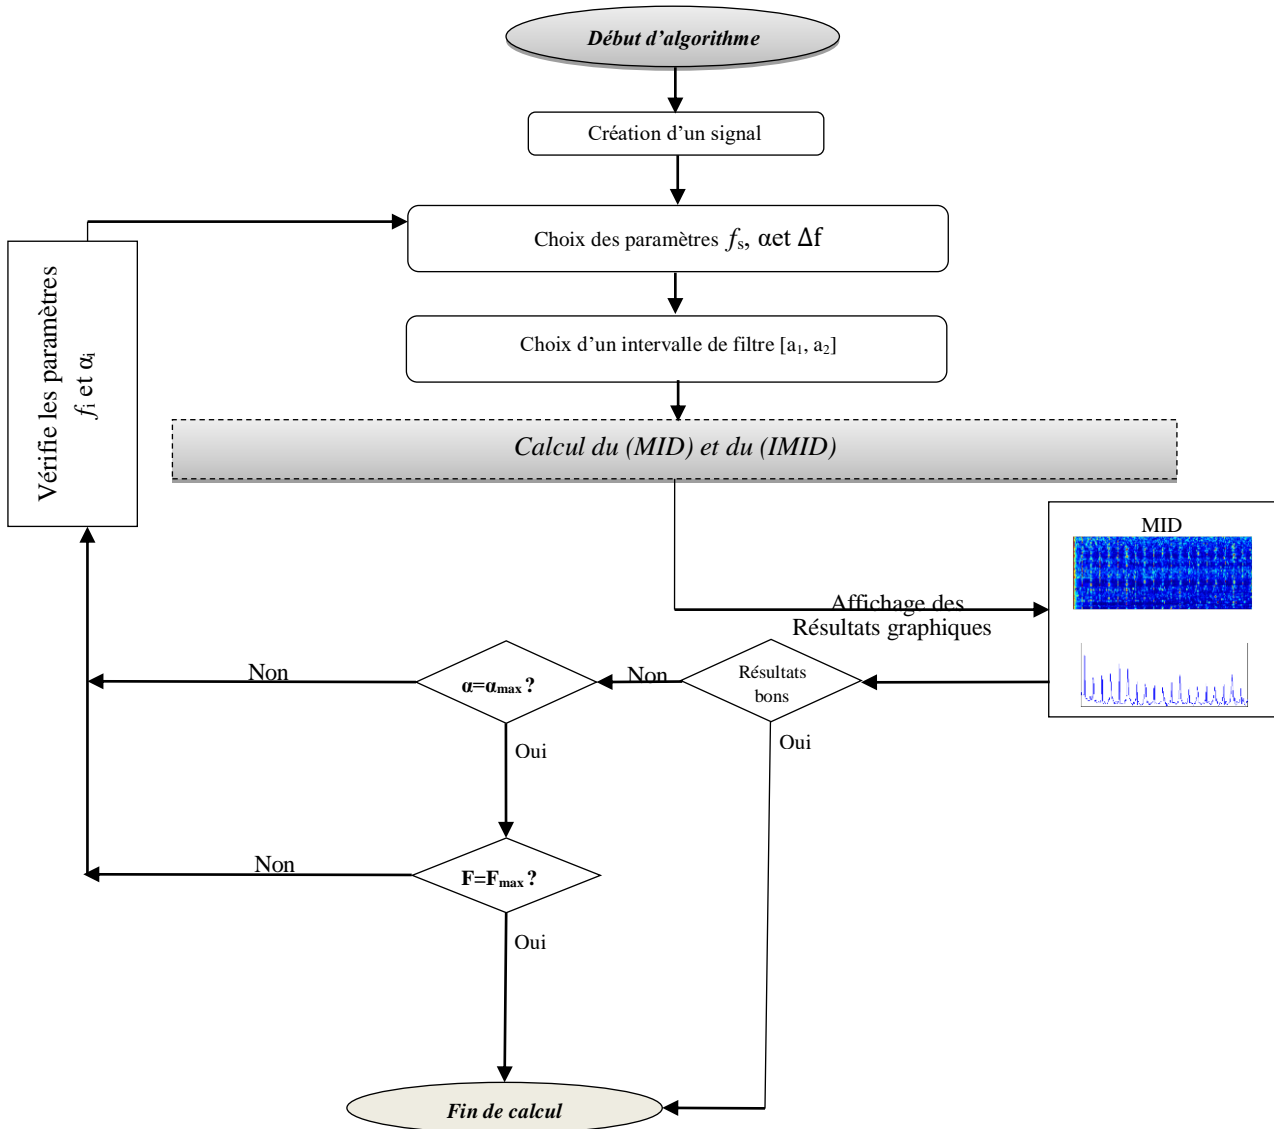 Début d’algorithme
Création d’un signal
Choix des paramètres fs, αet Δf
Choix d’un intervalle de filtre [a1, a2]
Calcul du (MID) et du (IMID)
Vérifie les paramètres
fi et αi
MID
Affichage des
Résultats graphiques
Non
α=αmax ?
Non
Résultats
bons
Oui
Oui
Non
F=Fmax ?
Oui
Fin de calcul